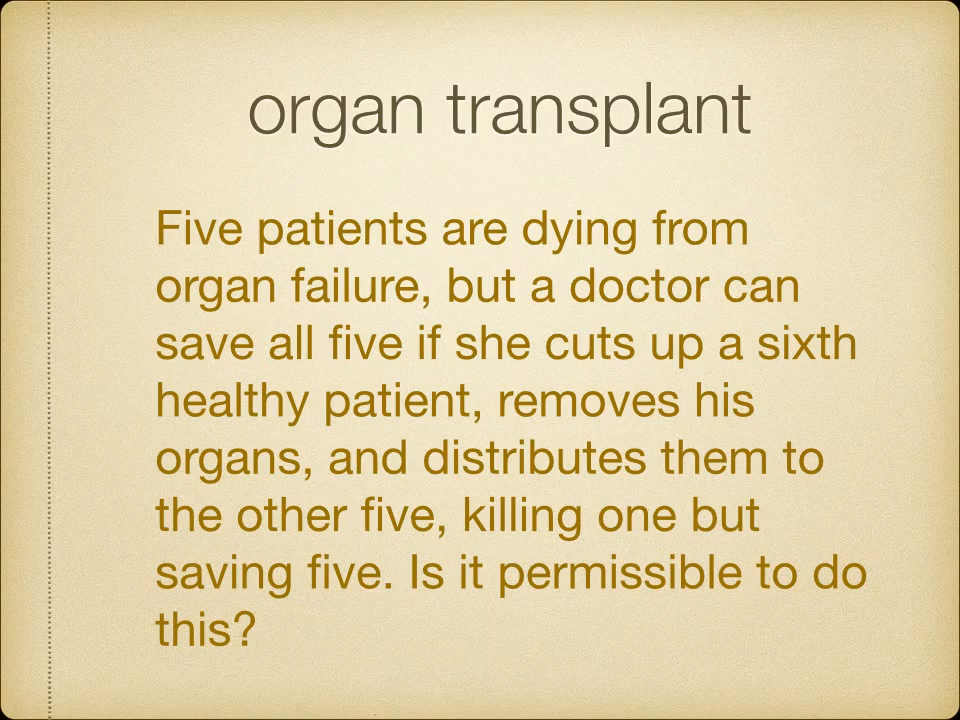 organ transplant
Five patients are dying from
organ failure, but a doctor can
save all five if she cuts up a sixth
healthy patient, removes his
organs, and distributes them to
the other five, killing one but
saving five. Is it permissible to do
this?